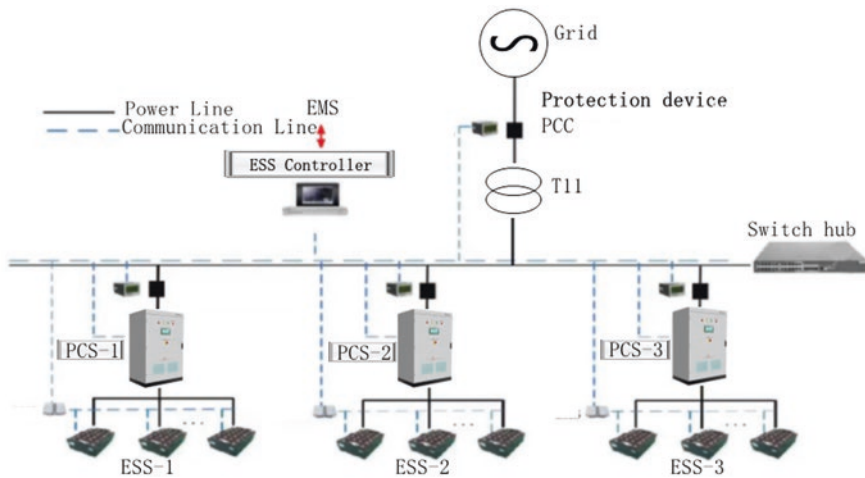 Grid
Power Line
Communication Line
EMS
Protection device
PCC
ESS Controller
T11
Switch hub
PCS-1
PCS-2
PCS-3
...
...
...
ESS-1
ESS-2
ESS-3